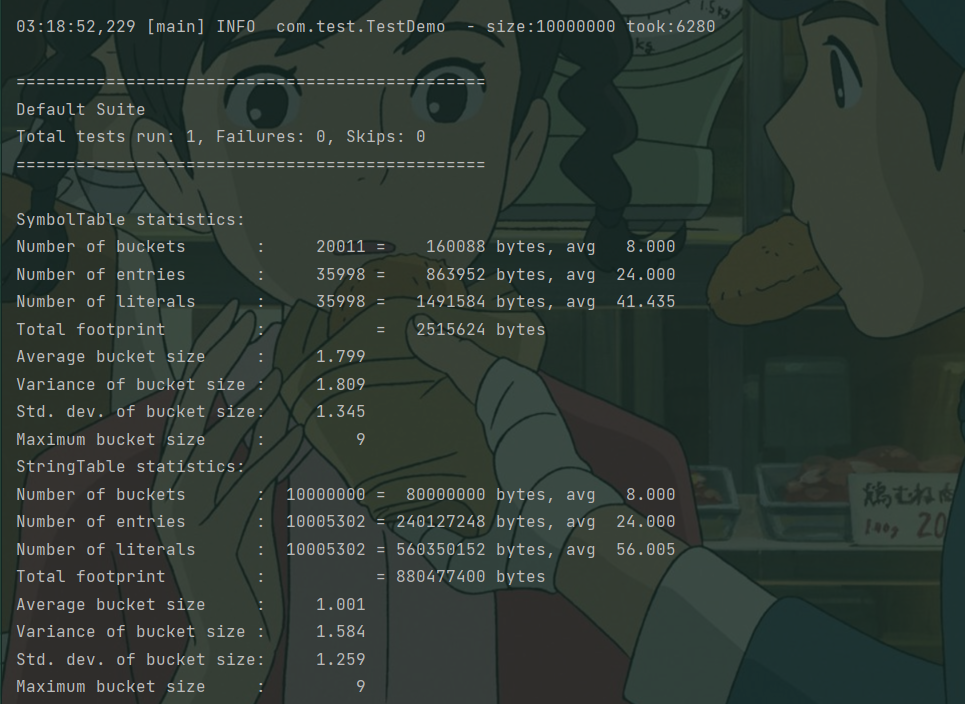 03:18:52,229 [main] INFO  com.test.TestDemo  - size:10000000 took:6280
===============================================
Default Suite
Total tests run: 1, Failures: 0, Skips: 0
===============================================
SymbolTable statistics:
Number of buckets       :     20011 =    160088 bytes, avg   8.000
Number of entries       :     35998 =    863952 bytes, avg  24.000
Number of literals      :     35998 =   1491584 bytes, avg  41.435
Total footprint         :           =   2515624 bytes
Average bucket size     :     1.799
Variance of bucket size :     1.809
Std. dev. of bucket size:     1.345
Maximum bucket size     :         9
StringTable statistics:
Number of buckets       :  10000000 =  80000000 bytes, avg   8.000
Number of entries       :  10005302 = 240127248 bytes, avg  24.000
Number of literals      :  10005302 = 560350152 bytes, avg  56.005
Total footprint         :           = 880477400 bytes
Average bucket size     :     1.001
Variance of bucket size :     1.584
Std. dev. of bucket size:     1.259
Maximum bucket size     :         9
鶏むね肉
100g 20